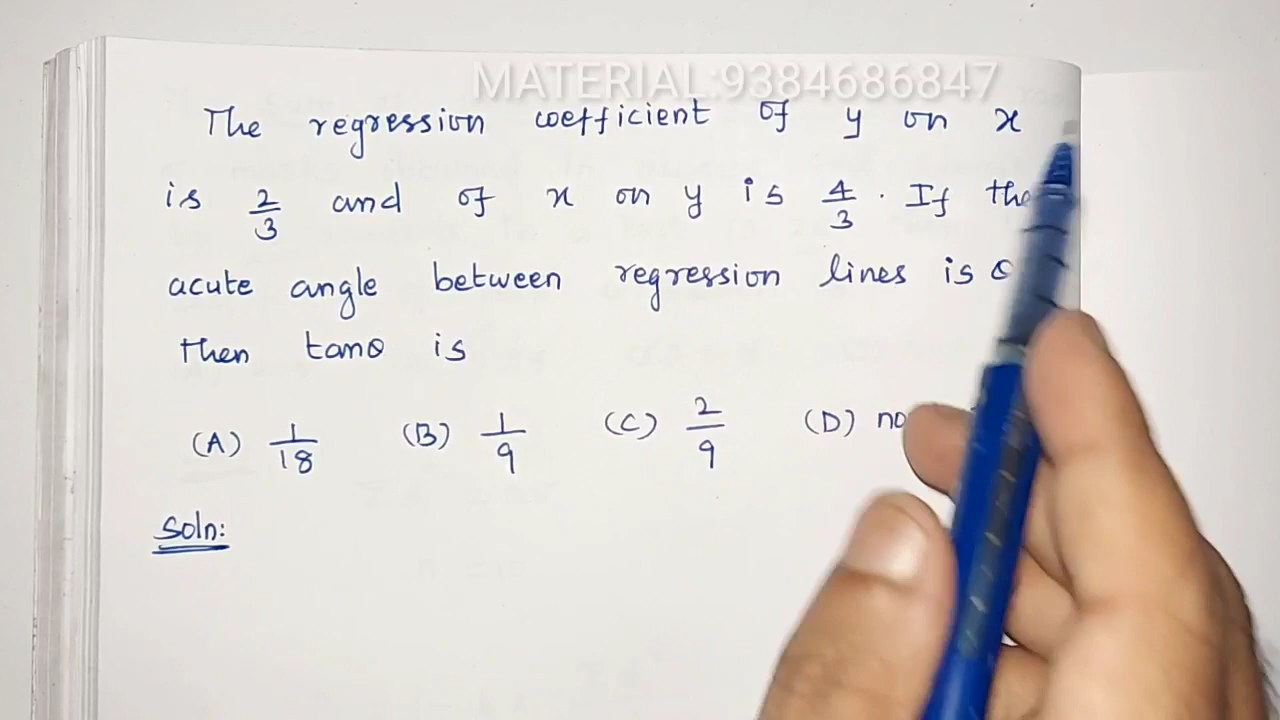 MATERIAL:9384686847
The regression coefficient of y on x
is 2/3 and of x on y is 4/3. If the
acute angle between regression lines is
then tanθ is
(A) 1/18 (B) 1/9 (C) 2/9 (D)
Soln: